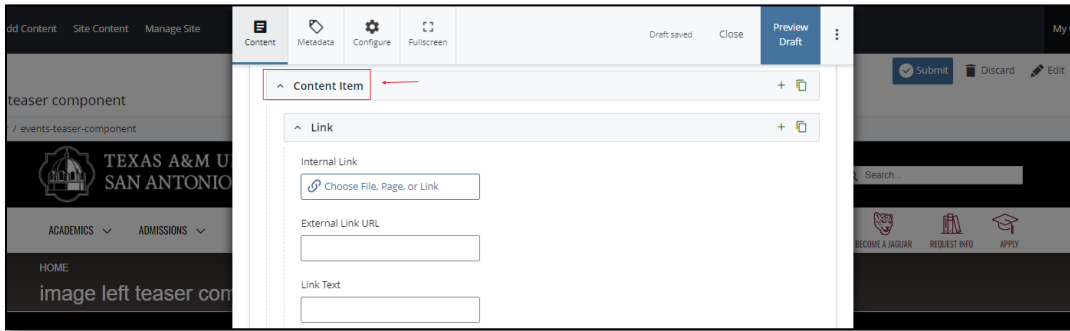 dd Content Site Content Manage Site
Content Metadata Configure Fullscreen
Draft saved Close Preview Draft
My
Submit Discard Edit
Content Item
teaser component
/ events-teaser-component
Link
TEXAS A&M U
SAN ANTONIO
Internal Link
Choose File, Page, or Link
Search...
External Link URL
ACADEMICS ADMISSIONS
BECOME A JAGUAR REQUEST INFO APPLY
HOME
image left teaser com
Link Text